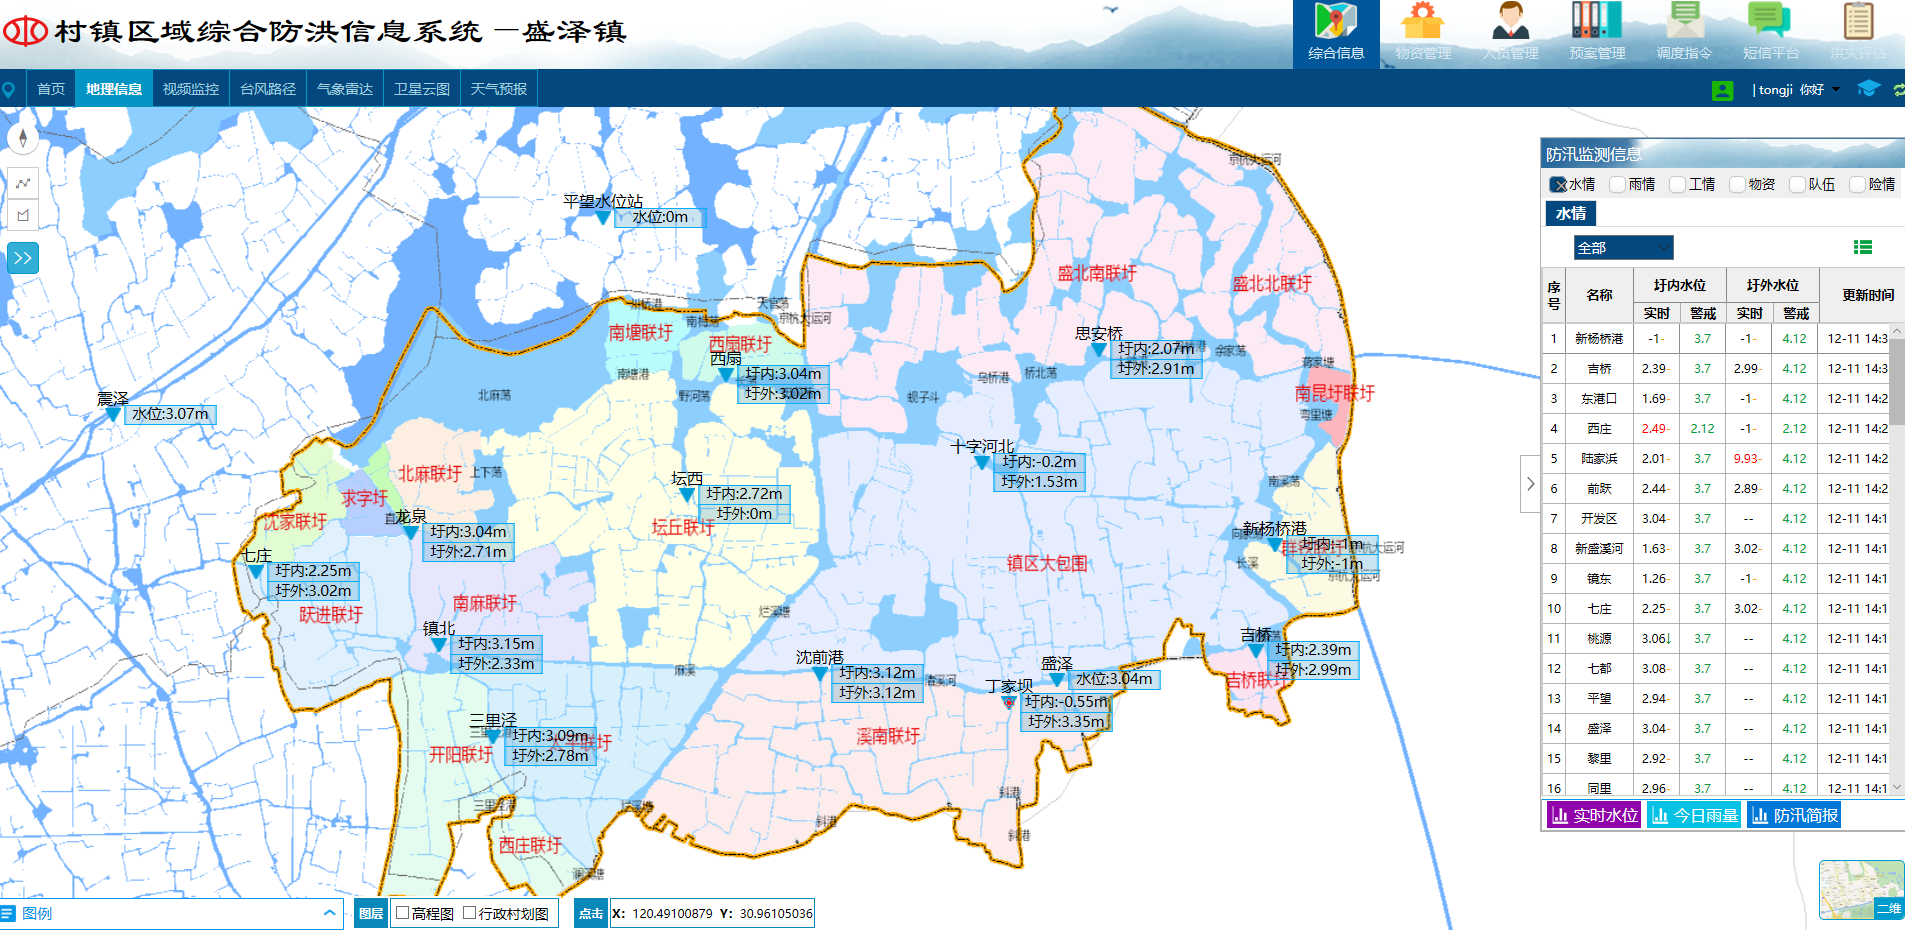 村镇区域综合防洪信息系统 —盛泽镇
综合信息
物资管理
人员管理
预案管理
调度指令
短信平台
洪灾评估
首页
地理信息
视频监控
台风路径
气象雷达
卫星云图
天气预报
| tongji 你好
京杭大运河
平望水位站
水位:0m
盛北南联圩
盛北北联圩
天官荡
京杭大运河
南塘联圩
西扇联圩
西扇
圩内:3.04m
圩外:3.02m
南塘港
野河荡
北麻荡
思安桥
圩内:2.07m
圩外:2.91m
余家荡
蒋家塘
乌桥港
桥北荡
蚬子斗
南昆圩联圩
弯里塘
震泽
水位:3.07m
十字河北
圩内:-0.2m
圩外:1.53m
北麻联圩
上下荡
坛西
圩内:2.72m
圩外:0m
坛丘联圩
南溪荡
求字圩
沈家联圩
龙泉
圩内:3.04m
圩外:2.71m
新杨桥港
圩内:-1m
圩外:-1m
京杭大运河
长溪
京杭大运河
七庄
圩内:2.25m
圩外:3.02m
镇区大包围
跃进联圩
南麻联圩
烂溪塘
镇北
圩内:3.15m
圩外:2.33m
麻溪
沈前港
圩内:3.12m
圩外:3.12m
盛泽
水位:3.04m
吉桥
圩内:2.39m
圩外:2.99m
吉桥联圩
丁家坝
圩内:-0.55m
圩外:3.35m
三里泾
圩内:3.09m
圩外:2.78m
开阳联圩
溪南联圩
斜港
斜港
斜港
西庄联圩
澜溪塘
防汛监测信息
水情 雨情 工情 物资 队伍 险情
水情
全部
序号 名称 圩内水位 圩外水位 更新时间
实时 警戒 实时 警戒
1 新杨桥港 -1- 3.7 -1- 4.12 12-11 14:3
2 吉桥 2.39- 3.7 2.99- 4.12 12-11 14:3
3 东港口 1.69- 3.7 -1- 4.12 12-11 14:2
4 西庄 2.49- 2.12 -1- 2.12 12-11 14:2
5 陆家浜 2.01- 3.7 9.93- 4.12 12-11 14:2
6 前跃 2.44- 3.7 2.89- 4.12 12-11 14:2
7 开发区 3.04- 3.7 -- 4.12 12-11 14:1
8 新盛溪河 1.63- 3.7 3.02- 4.12 12-11 14:1
9 镜东 1.26- 3.7 -1- 4.12 12-11 14:1
10 七庄 2.25- 3.7 3.02- 4.12 12-11 14:1
11 桃源 3.06↓ 3.7 -- 4.12 12-11 14:1
12 七都 3.08- 3.7 -- 4.12 12-11 14:1
13 平望 2.94- 3.7 -- 4.12 12-11 14:1
14 盛泽 3.04- 3.7 -- 4.12 12-11 14:1
15 黎里 2.92- 3.7 -- 4.12 12-11 14:1
16 同里 2.96- 3.7 -- 4.12 12-11 14:1
实时水位
今日雨量
防汛简报
图例
图层
高程图 行政村划图
点击
X: 120.49100879 Y: 30.96105036
二维